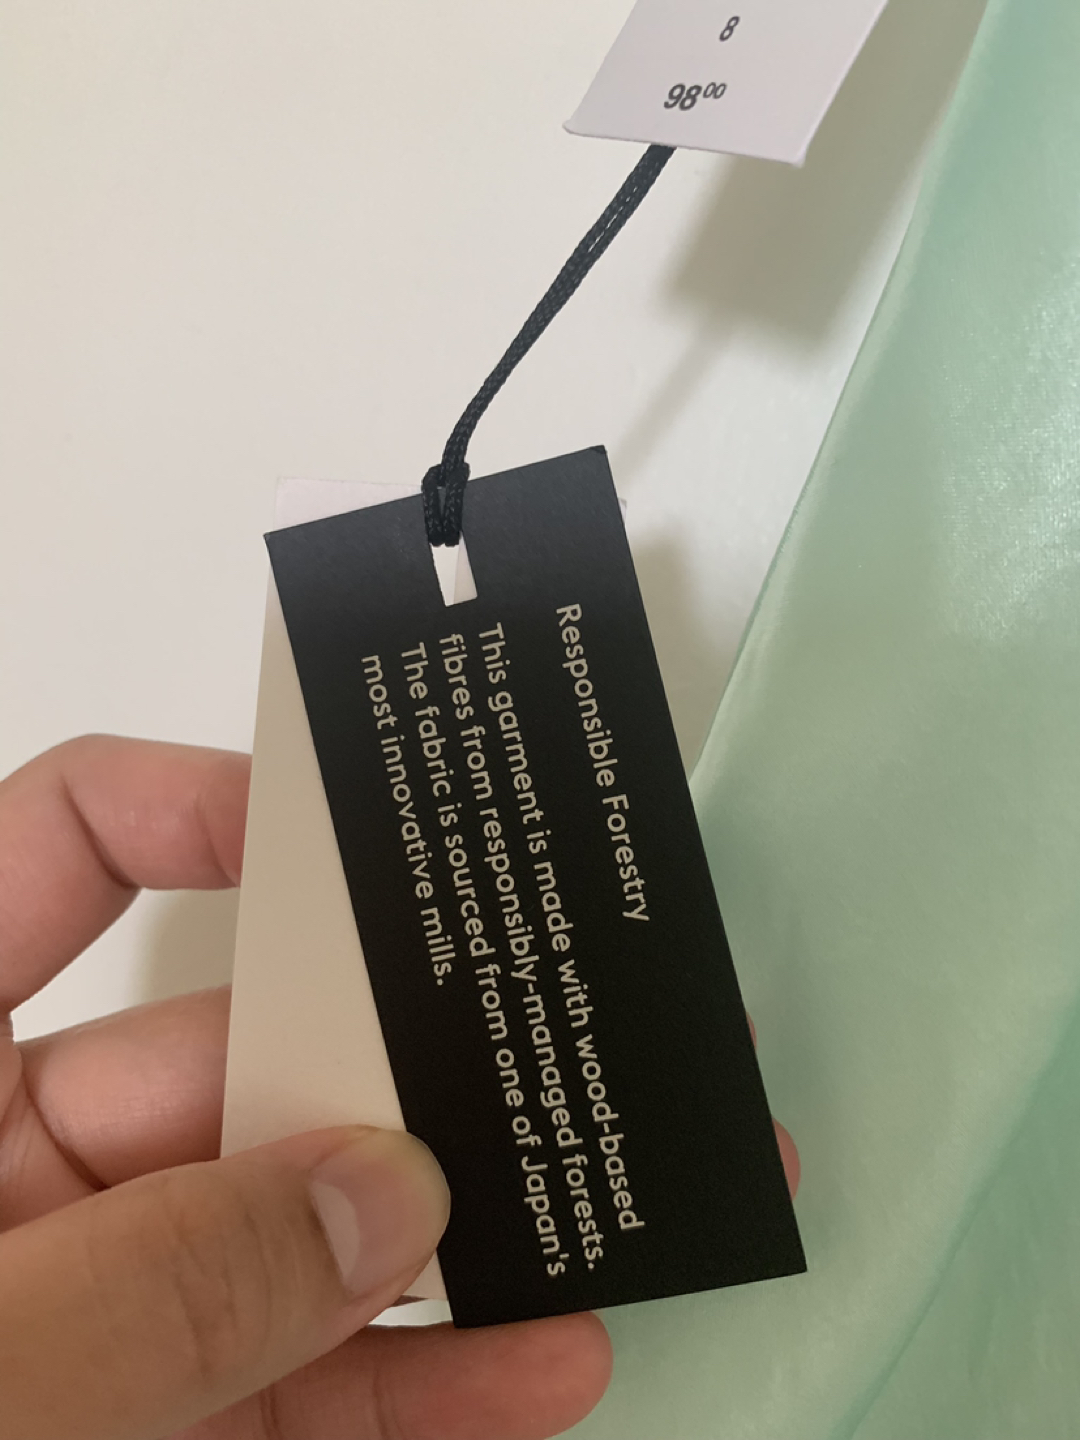 8
98⁰⁰
Responsible Forestry
This garment is made with wood-based
fibres from responsibly-managed forests.
The fabric is sourced from one of Japan's
most innovative mills.